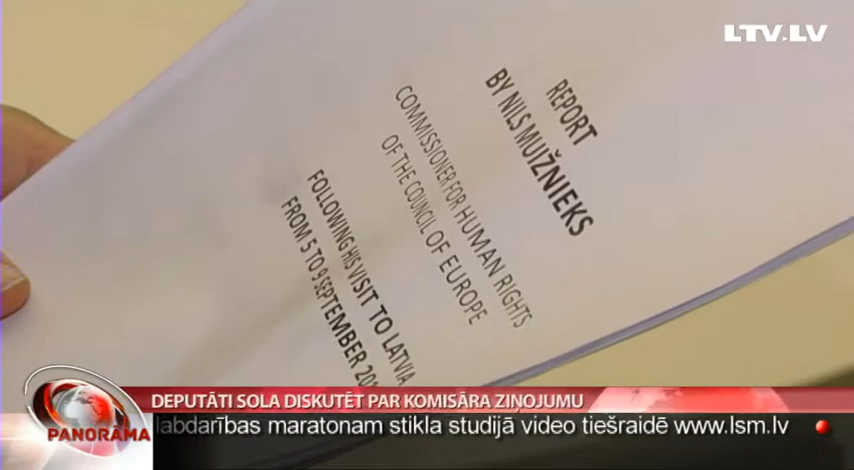 LTV.LV
REPORT
BY NILS MUIŽNIEKS
COMMISSIONER FOR HUMAN RIGHTS
OF THE COUNCIL OF EUROPE
FOLLOWING HIS VISIT TO LATVIA
FROM 5 TO 9 SEPTEMBER
DEPUTĀTI SOLA DISKUTĒT PAR KOMISĀRA ZIŅOJUMU
PANORĀMA
labdarības maratonam stikla studijā video tiešraidē www.lsm.lv